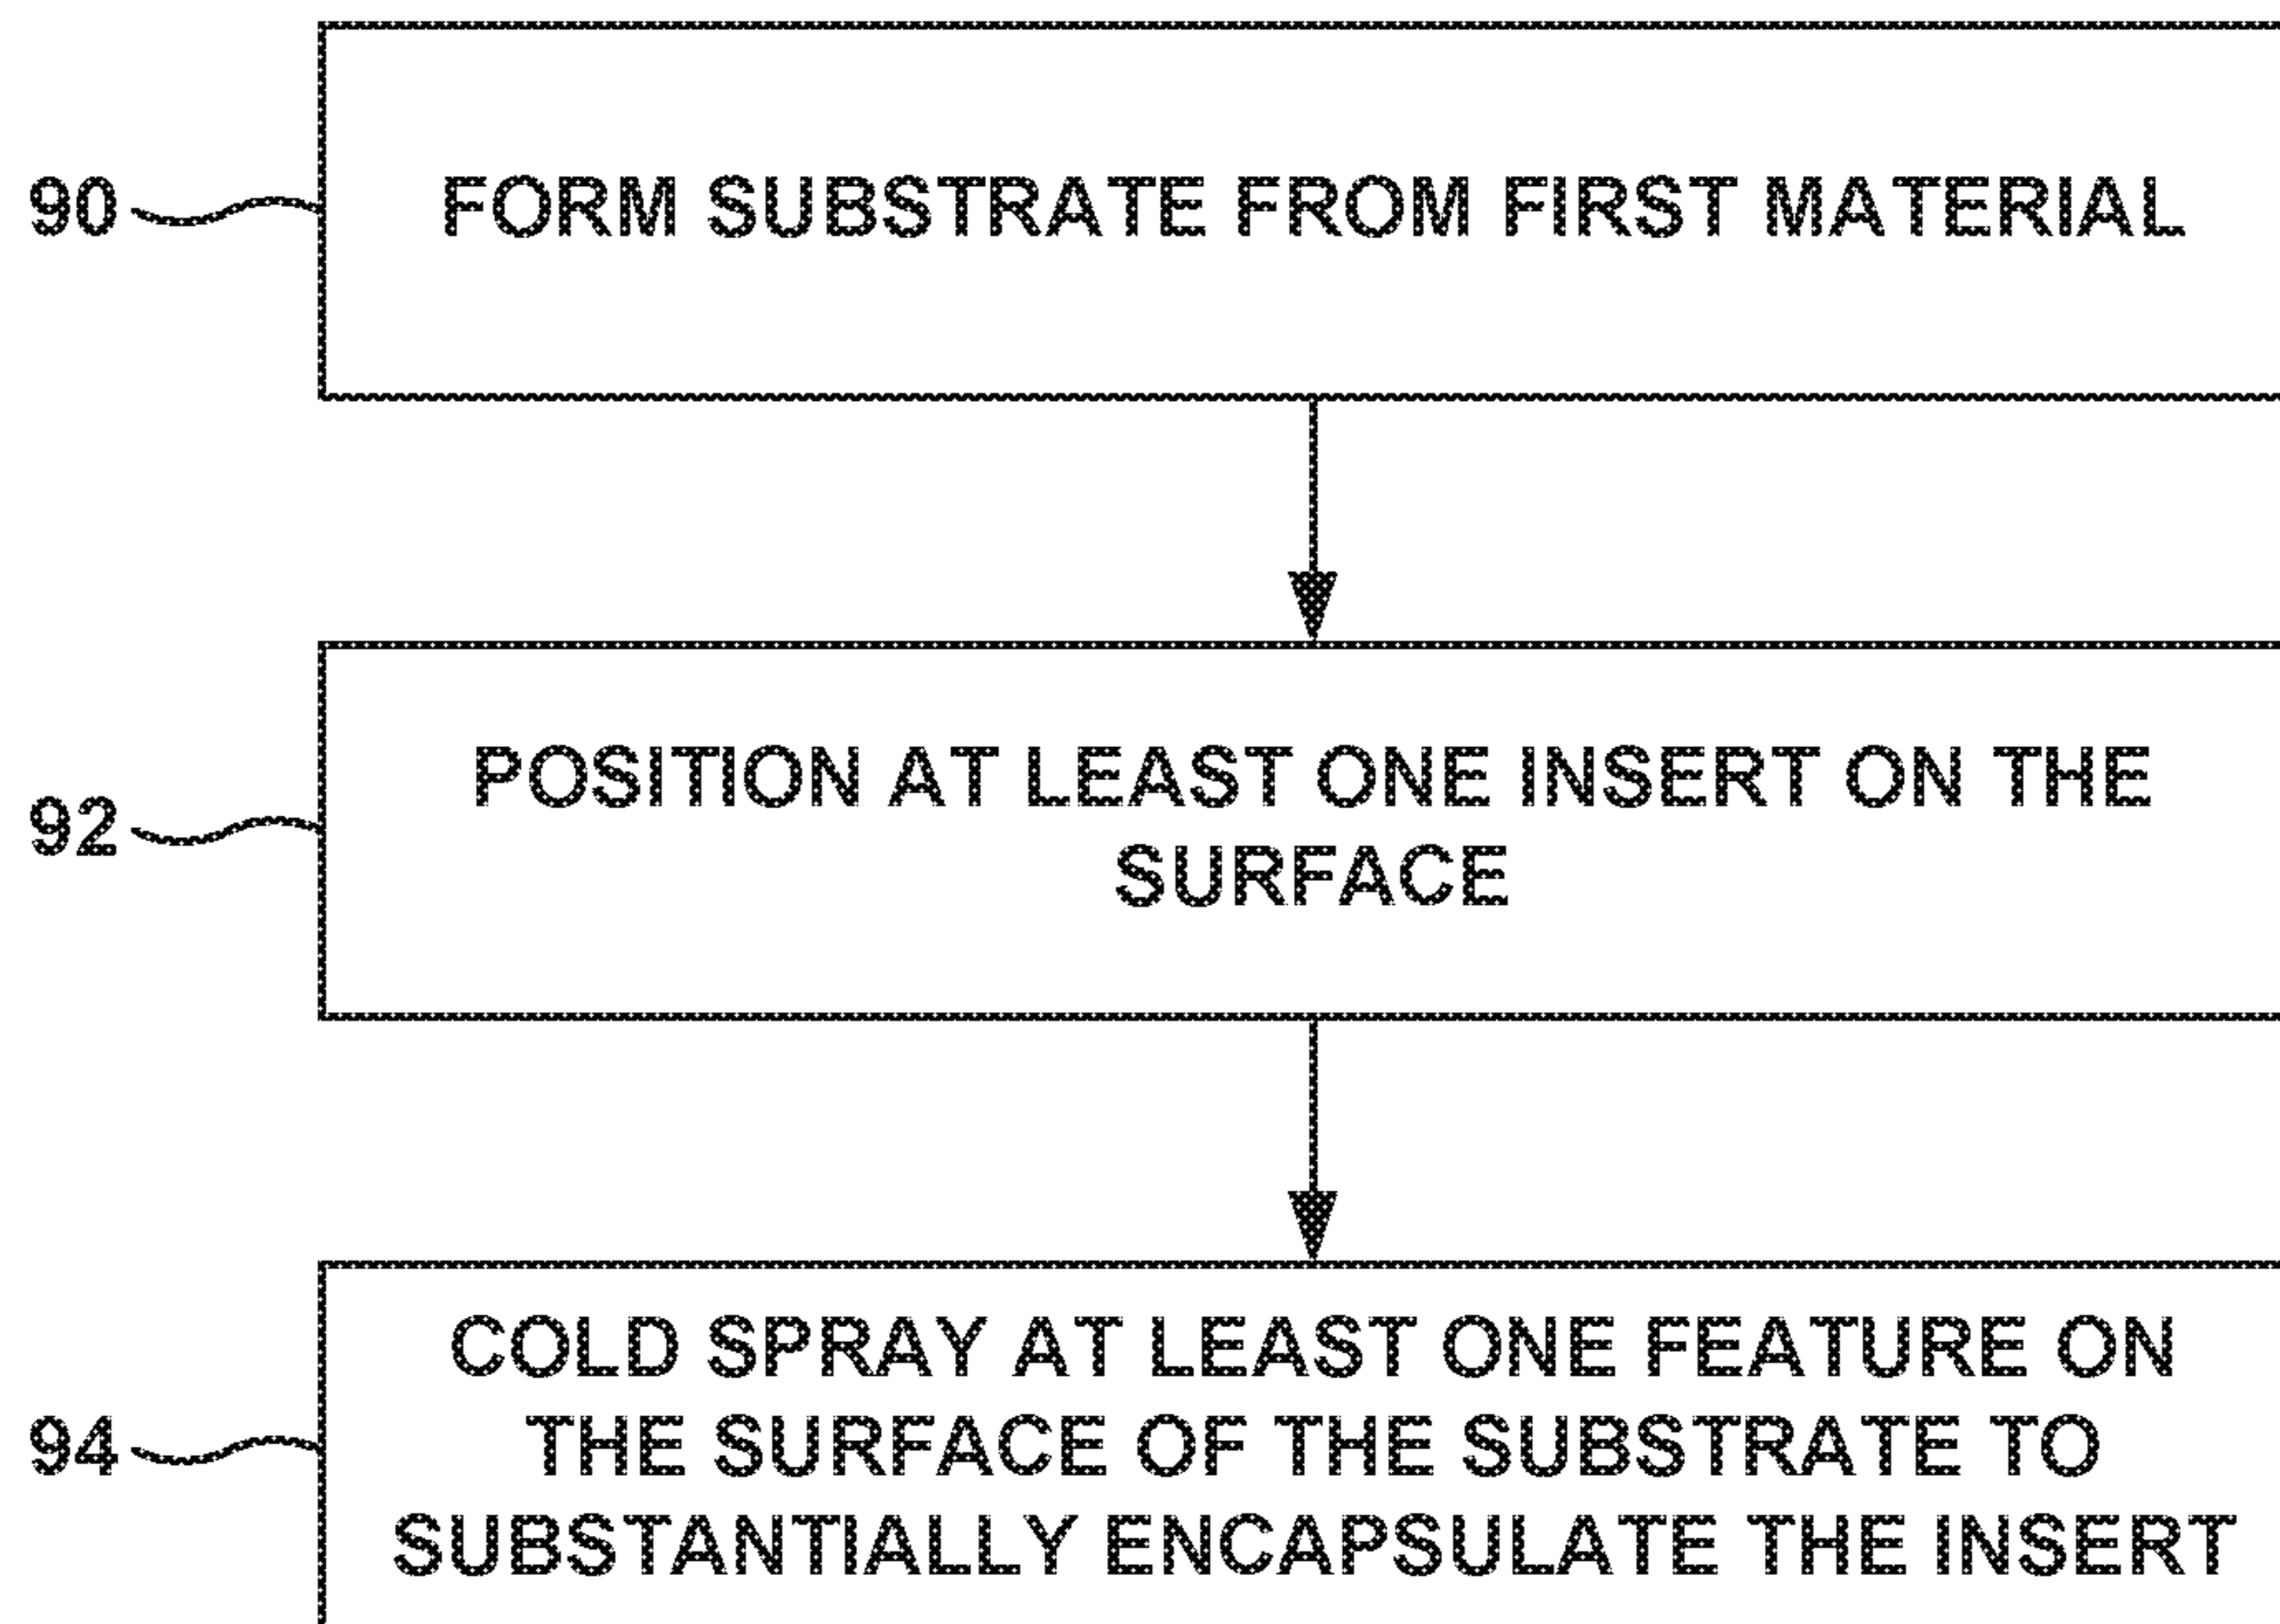 90
FORM SUBSTRATE FROM FIRST MATERIAL
92
POSITION AT LEAST ONE INSERT ON THE
SURFACE
94
COLD SPRAY AT LEAST ONE FEATURE ON
THE SURFACE OF THE SUBSTRATE TO
SUBSTANTIALLY ENCAPSULATE THE INSERT